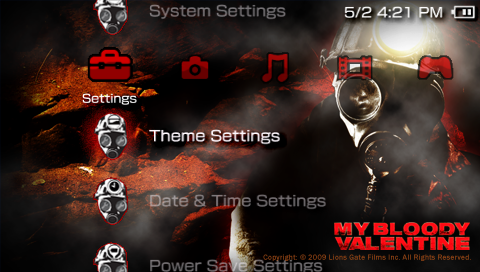 System Settings
5/2 4:21 PM
Settings
Theme Settings
Date & Time Settings
MY BLOODY
VALENTINE
Copyright: © 2009 Lions Gate Films Inc. All Rights Reserved.
Power Save Settings